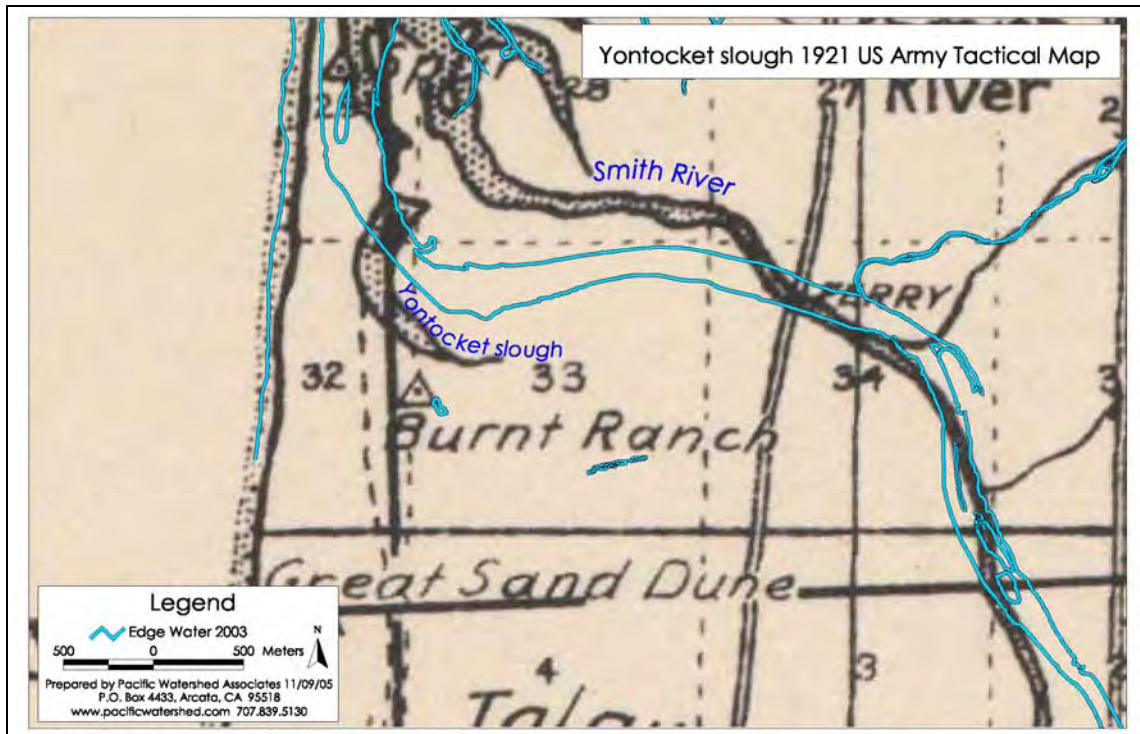 Yontocket slough 1921 US Army Tactical Map
28
27
River
2
Smith River
FERRY
Yontocket slough
32
33
34
3
Burnt Ranch
Great Sand Dune
4
3
2
Legend
Edge Water 2003
500 0 500 Meters
N
Prepared by Pacific Watershed Associates 11/09/05
P.O. Box 4433, Arcata, CA 95518
www.pacificwatershed.com 707.839.5130